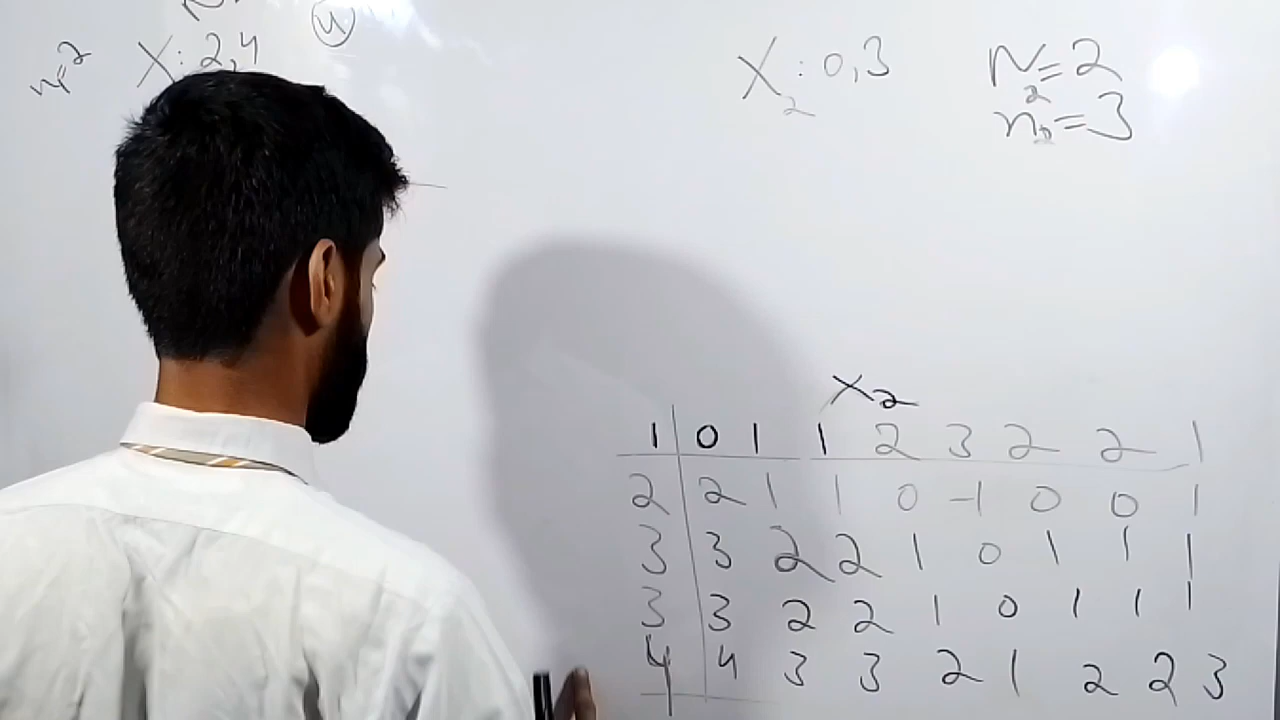 n=2 X: 2,4 (4)
X₂: 0,3 N₂=2
n₂=3
X₂
1 0 1 1 2 3 2 2 1
2 2 1 1 0 -1 0 0 1
3 3 2 2 1 0 1 1 1
3 3 2 2 1 0 1 1 1
4 4 3 3 2 1 2 2 3